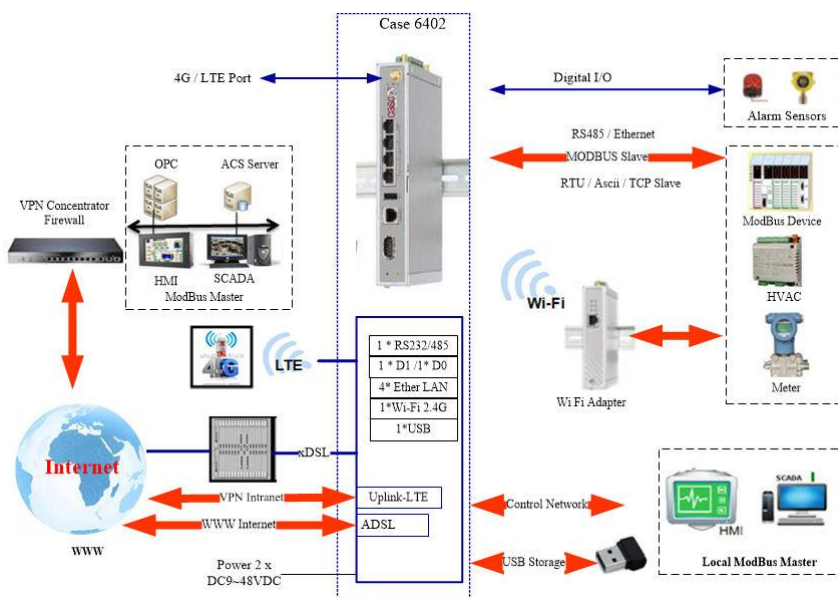 Case 6402
4G / LTE Port
Digital I/O
Alarm Sensors
RS485 / Ethernet
MODBUS Slave
RTU / Ascii / TCP Slave
OPC
ACS Server
VPN Concentrator
Firewall
HMI
SCADA
ModBus Master
case
ModBus Device
HVAC
Meter
Wi-Fi
Wi Fi Adapter
4G
LTE
1 * RS232/485
1 * D1 /1* D0
4* Ether LAN
1*Wi-Fi 2.4G
1*USB
xDSL
Internet
WWW
VPN Intranet
Uplink-LTE
WWW Internet
ADSL
Power 2 x
DC9~48VDC
Control Network
USB Storage
SCADA
HMI
Local ModBus Master